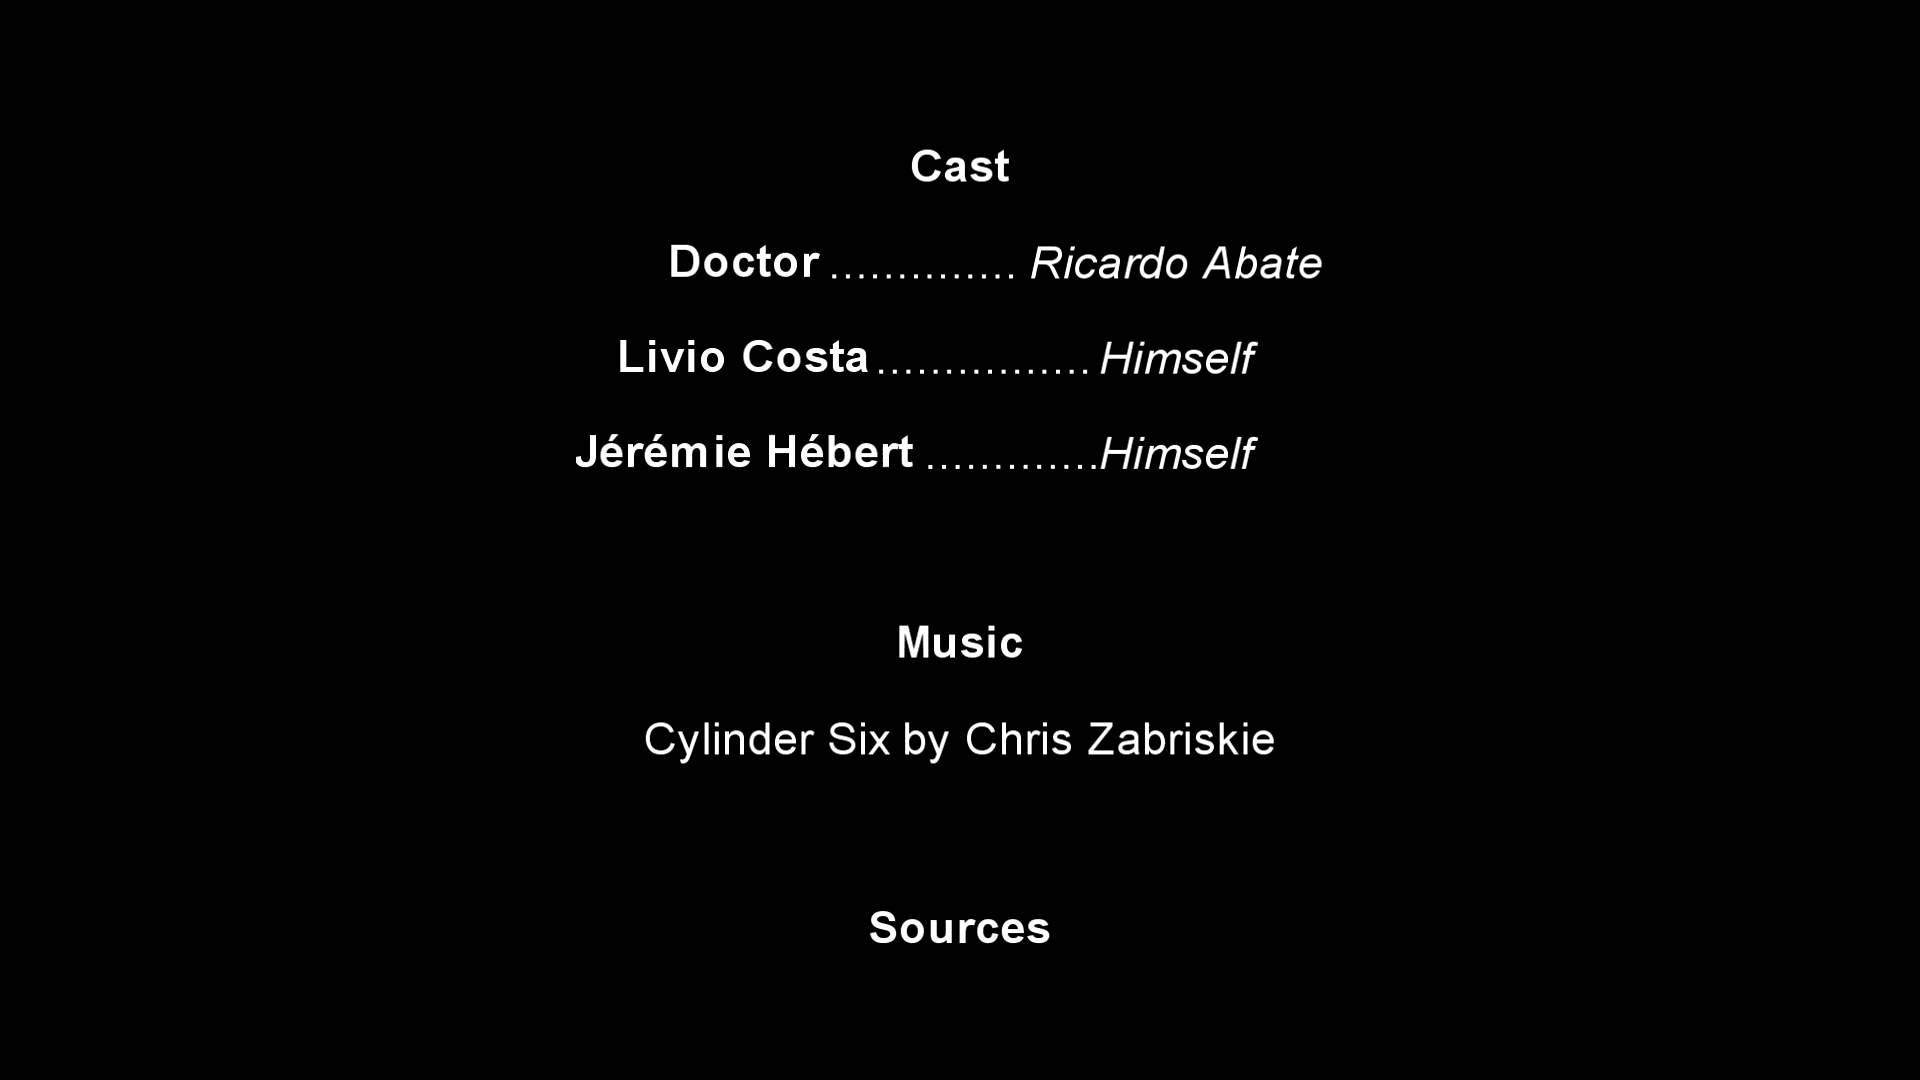 Cast
Doctor .............. Ricardo Abate
Livio Costa ................ Himself
Jérémie Hébert .............Himself
Music
Cylinder Six by Chris Zabriskie
Sources